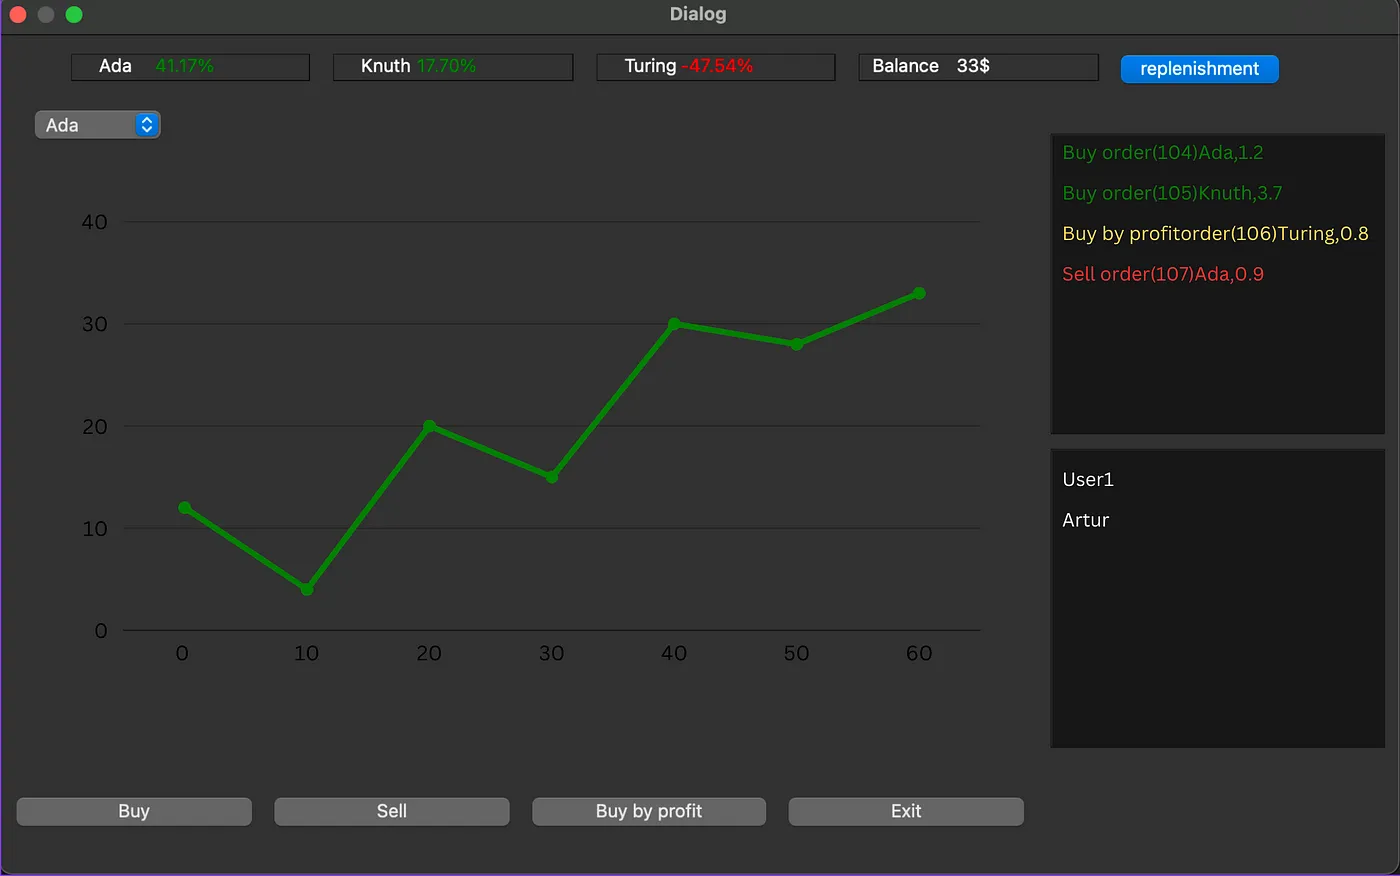 Dialog
Ada 41.17% Knuth 17.70% Turing -47.54% Balance 33$ replenishment
Ada
40
30
20
10
0
0 10 20 30 40 50 60
Buy order(104)Ada,1.2
Buy order(105)Knuth,3.7
Buy by profitorder(106)Turing,0.8
Sell order(107)Ada,0.9
User1
Artur
Buy Sell Buy by profit Exit